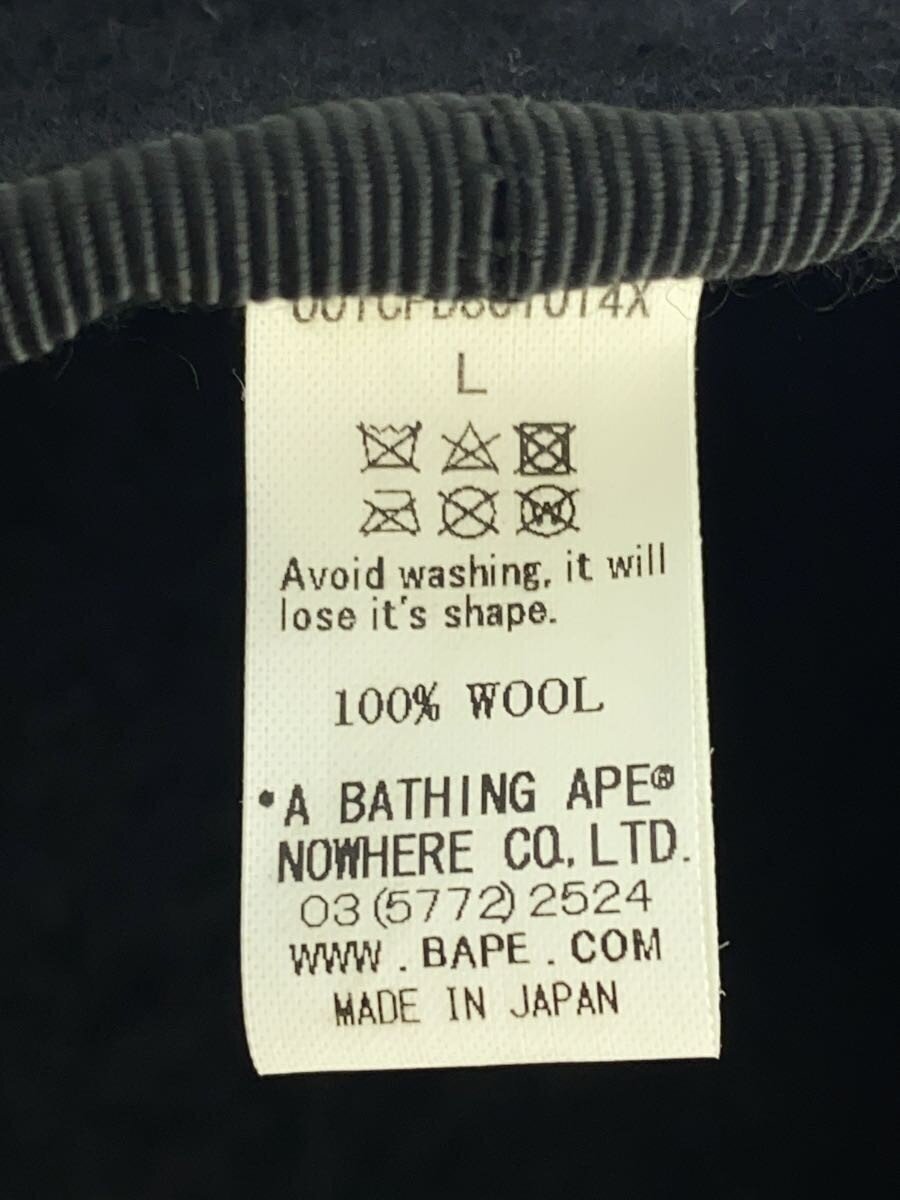 L
Avoid washing, it will
lose it's shape.
100% WOOL
•A BATHING APE®
NOWHERE CO., LTD.
03(5772)2524
WWW.BAPE.COM
MADE IN JAPAN